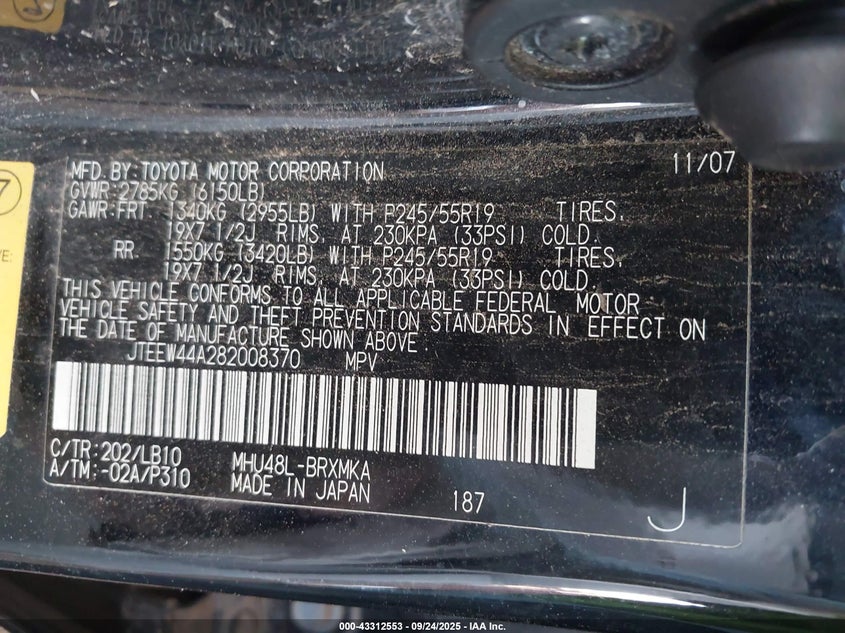 MFD. BY: TOYOTA MOTOR CORPORATION 11/07
GVWR: 2785KG (6150LB)
GAWR: FRT 1340KG (2955LB) WITH P245/55R19 TIRES,
19X7 1/2J RIMS, AT 230KPA (33PSI) COLD.
RR 1550KG (3420LB) WITH P245/55R19 TIRES,
19X7 1/2J RIMS, AT 230KPA (33PSI) COLD.
THIS VEHICLE CONFORMS TO ALL APPLICABLE FEDERAL MOTOR
VEHICLE SAFETY AND THEFT PREVENTION STANDARDS IN EFFECT ON
THE DATE OF MANUFACTURE SHOWN ABOVE.
JTEEW44A282008370 MPV
C/TR: 202/LB10 MHU48L-BRXMKA
A/TM: -02A/P310 MADE IN JAPAN 187 J
000-43312553 - 09/24/2025 - IAA Inc.